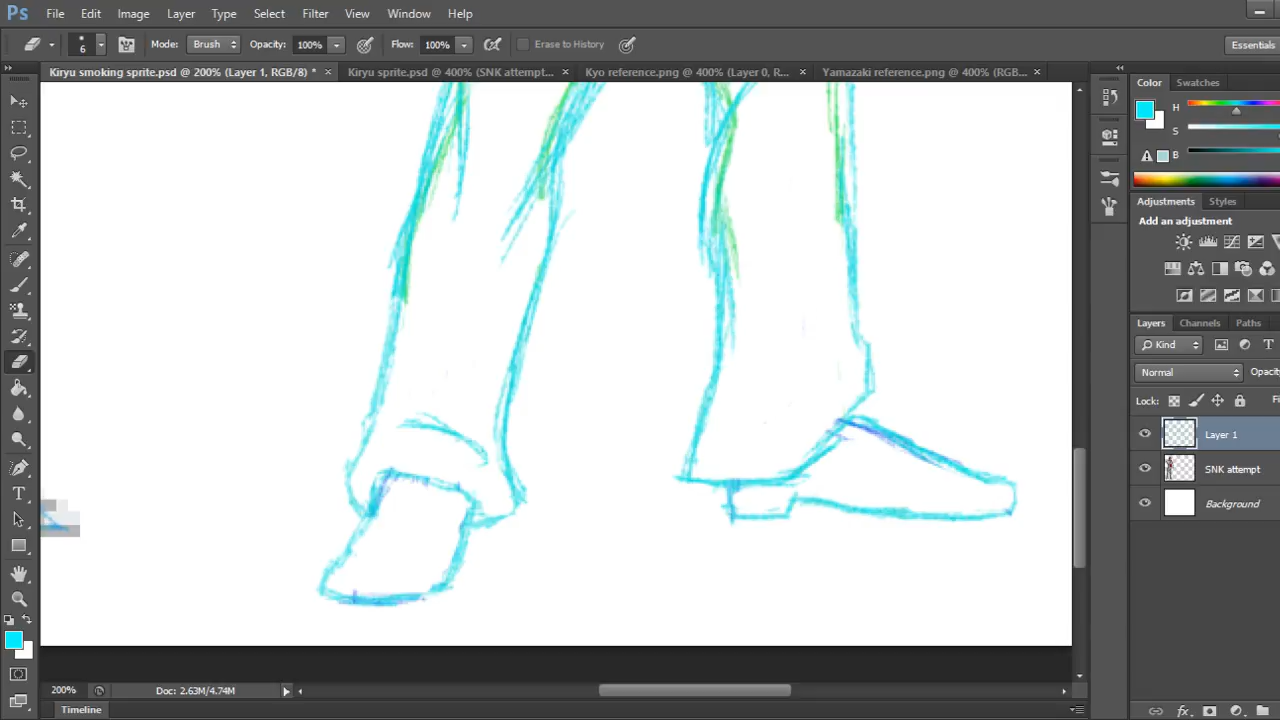 Ps File Edit Image Layer Type Select Filter View Window Help
6 Mode: Brush Opacity: 100% Flow: 100% Erase to History Essentials
Kiryu smoking sprite.psd @ 200% (Layer 1, RGB/8) * × Kiryu sprite.psd @ 400% (SNK attempt... × Kyo reference.png @ 400% (Layer 0, R... × Yamazaki reference.png @ 400% (RGB... ×
Color Swatches
H
S
B
Adjustments Styles
Add an adjustment
Layers Channels Paths
Kind T
Normal Opacity
Lock:
Layer 1
SNK attempt
Background
T
200% Doc: 2.63M/4.74M
Timeline
fx